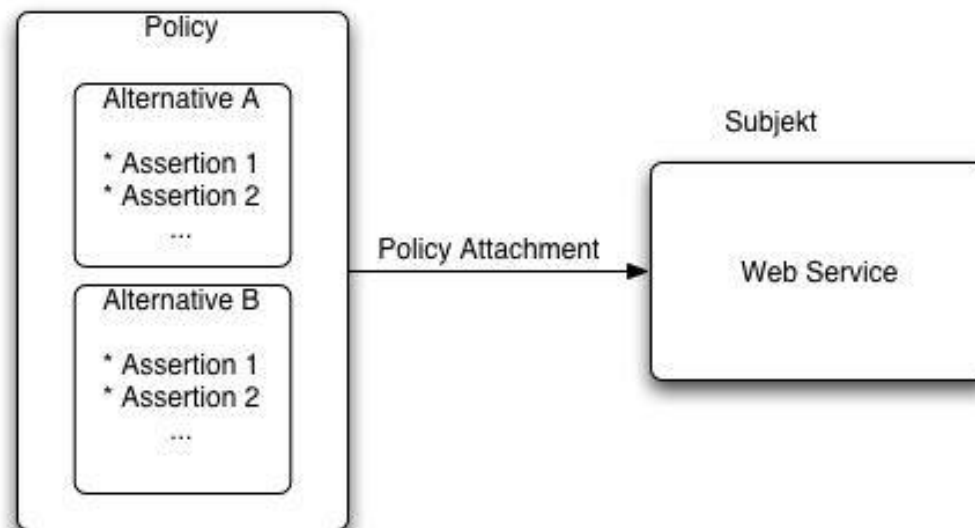 Policy
Alternative A
* Assertion 1
* Assertion 2
...
Alternative B
* Assertion 1
* Assertion 2
...
Policy Attachment
Subjekt
Web Service